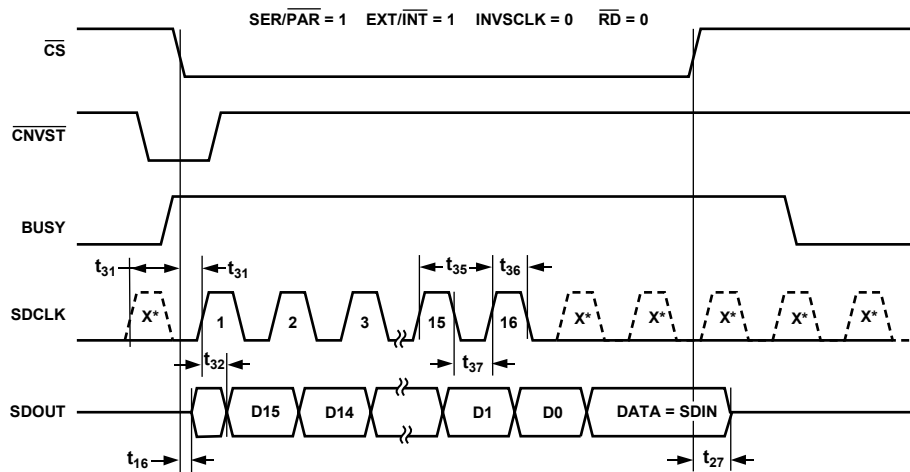 SER/PAR = 1 EXT/INT = 1 INVSCLK = 0 RD = 0
CS
CNVST
BUSY
t31 t31 t35 t36
SDCLK X* 1 2 3 15 16 X* X* X* X* X*
t32 t37
SDOUT D15 D14 D1 D0 DATA = SDIN
t16 t27